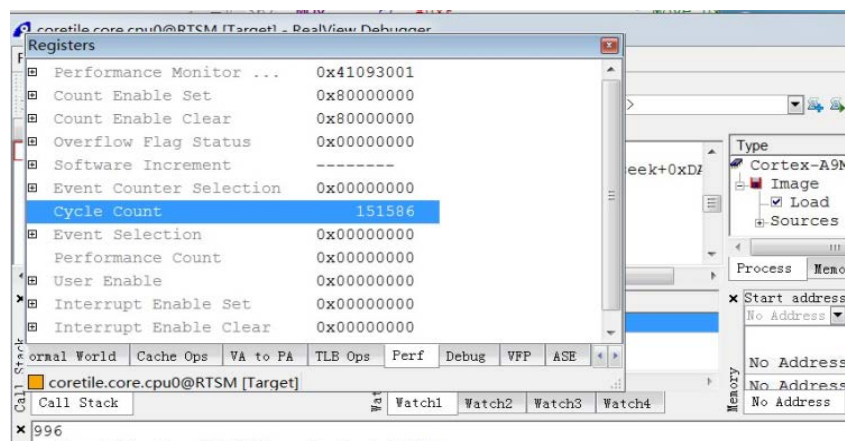 coretile.core.cpu0@RTSM [Target] - RealView Debugger
Registers
Performance Monitor ... 0x41093001
Count Enable Set 0x80000000
Count Enable Clear 0x80000000
Overflow Flag Status 0x00000000
Software Increment --------
Event Counter Selection 0x00000000
Cycle Count 151586
Event Selection 0x00000000
Performance Count 0x00000000
User Enable 0x00000000
Interrupt Enable Set 0x00000000
Interrupt Enable Clear 0x00000000
ormal World Cache Ops VA to PA TLB Ops Perf Debug VFP ASE
coretile.core.cpu0@RTSM [Target]
Call Stack
Call Stack
Watch1 Watch2 Watch3 Watch4
996
>
eek+0xDA
Type
Cortex-A9M
Image
Load
Sources
Process Memo
Start address
No Address
No Address
No Address
Memory
No Address